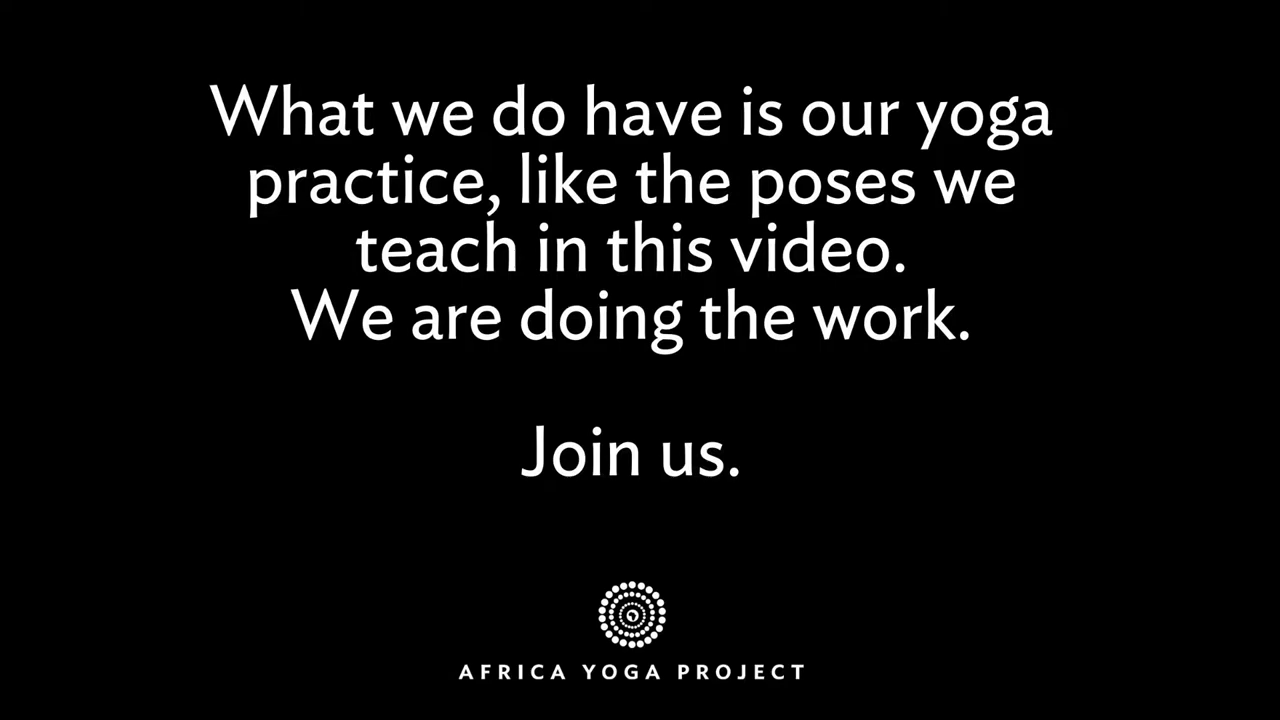 What we do have is our yoga
practice, like the poses we
teach in this video.
We are doing the work.
Join us.
AFRICA YOGA PROJECT